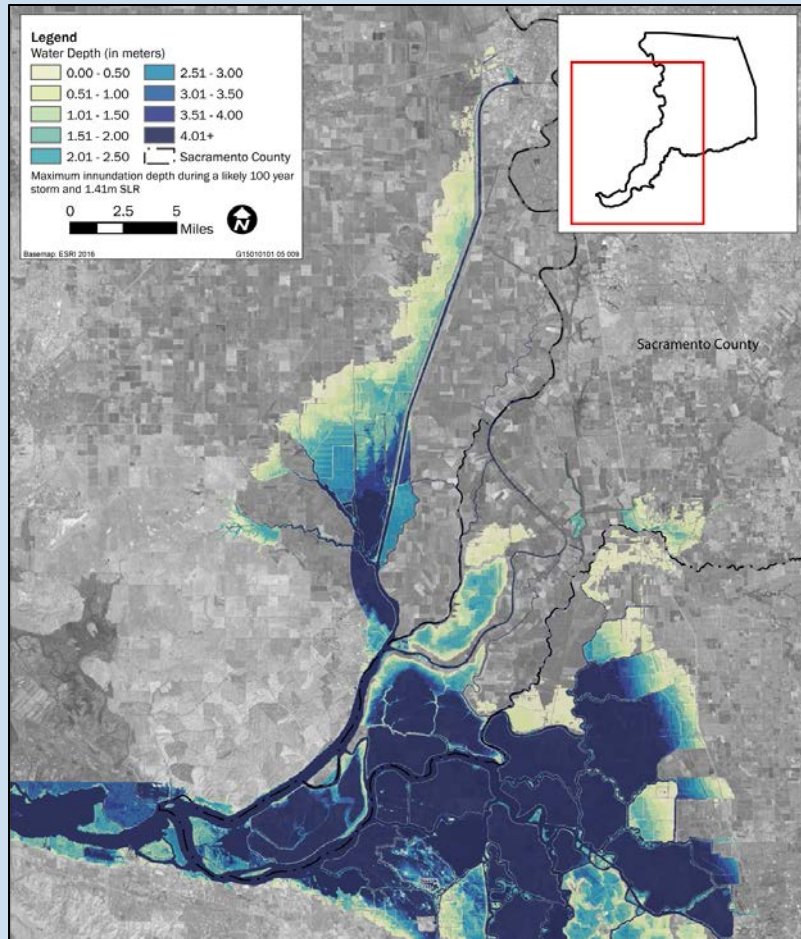 Legend
Water Depth (in meters)
0.00 - 0.50
0.51 - 1.00
1.01 - 1.50
1.51 - 2.00
2.01 - 2.50
2.51 - 3.00
3.01 - 3.50
3.51 - 4.00
4.01+
Sacramento County
Maximum innundation depth during a likely 100 year
storm and 1.41m SLR
0 2.5 5
Miles
N
Basemap: ESRI 2016
G15010101 05 009
Sacramento County